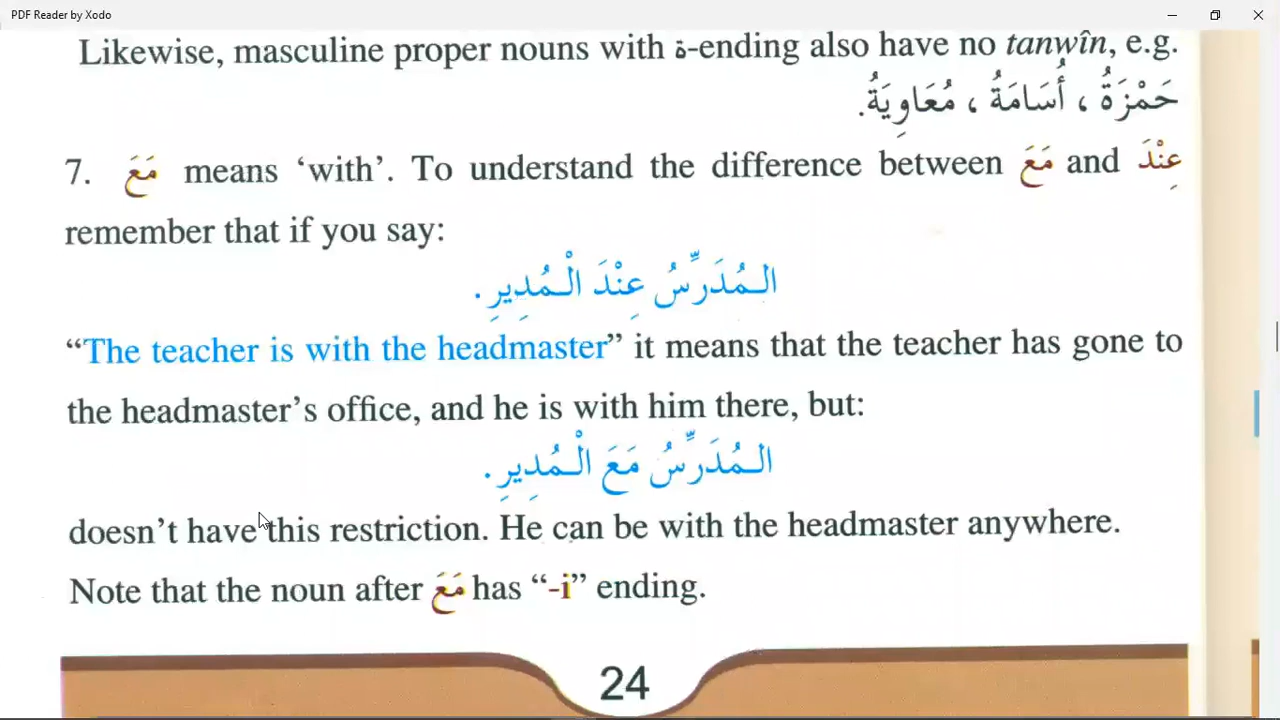 PDF Reader by Xodo
Likewise, masculine proper nouns with ة-ending also have no tanwîn, e.g.
حَمْزَةُ ، أُسَامَةُ ، مُعَاوِيَةُ.
7. مَعَ means ‘with’. To understand the difference between مَعَ and عِنْدَ
remember that if you say:
الـمُدَرِّسُ عِنْدَ الْـمُدِيرِ.
“The teacher is with the headmaster” it means that the teacher has gone to
the headmaster’s office, and he is with him there, but:
الـمُدَرِّسُ مَعَ الْـمُدِيرِ.
doesn’t have this restriction. He can be with the headmaster anywhere.
Note that the noun after مَعَ has “-i” ending.
24